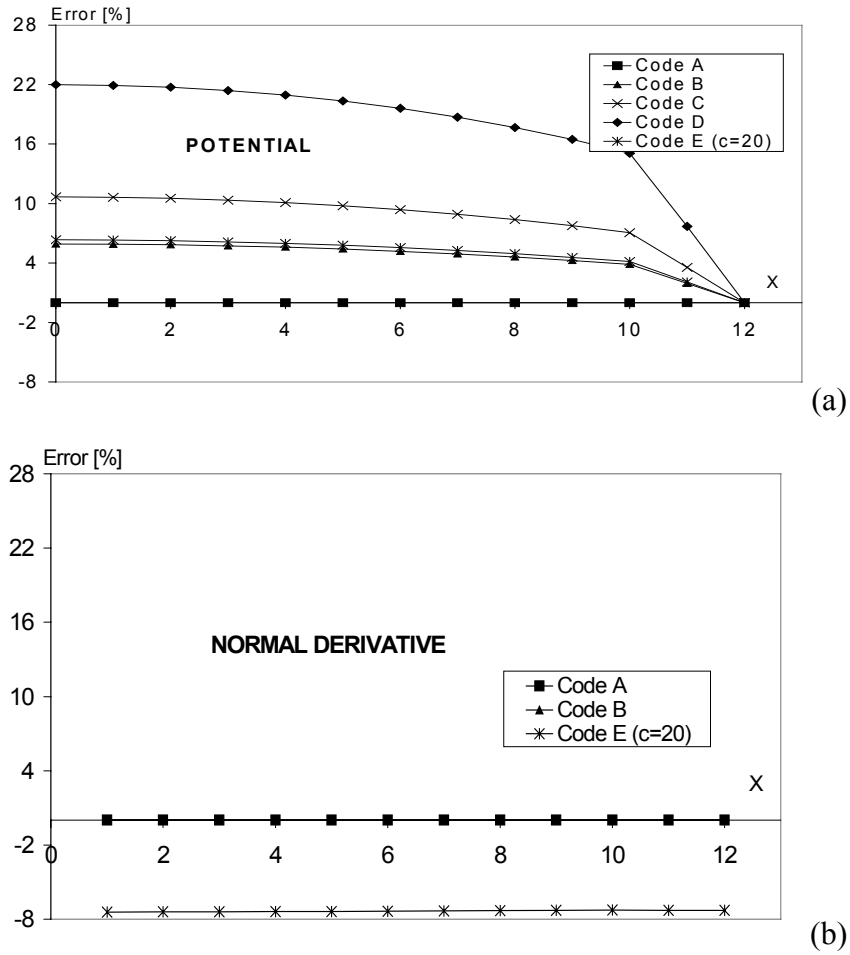 Error [%]
28
22
16
10
4
-2
-8
0 2 4 6 8 10 12
X
POTENTIAL
Code A
Code B
Code C
Code D
Code E (c=20)
(a)
Error [%]
28
22
16
10
4
-2
-8
0 2 4 6 8 10 12
X
NORMAL DERIVATIVE
Code A
Code B
Code E (c=20)
(b)